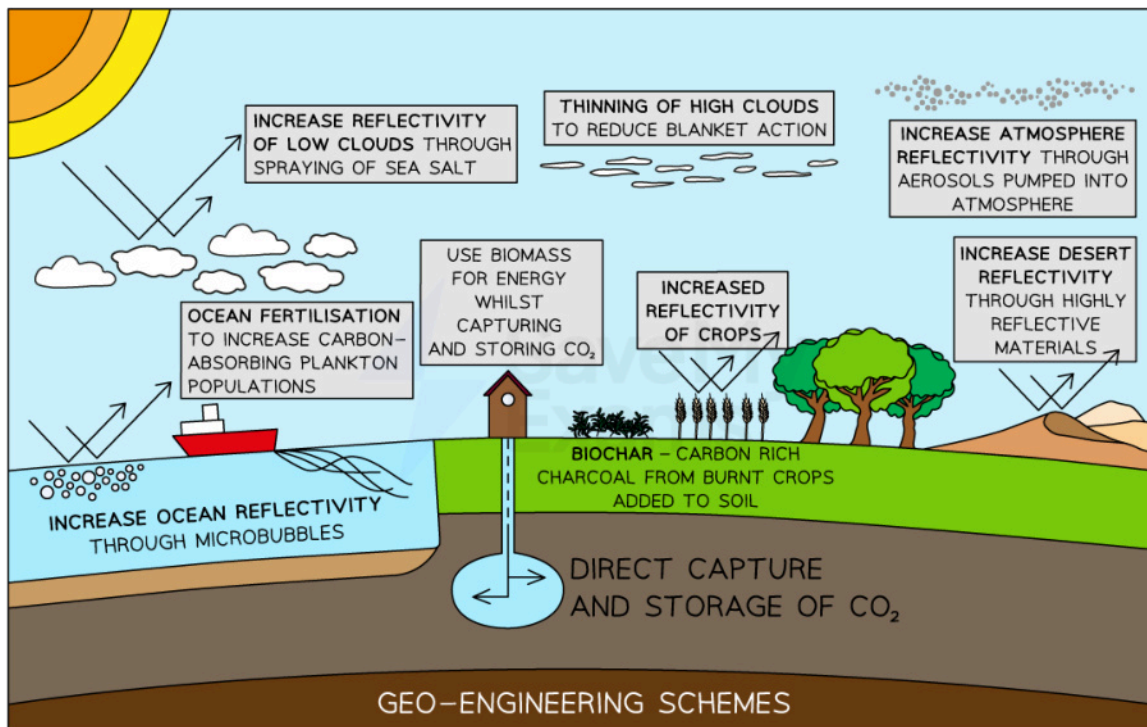 INCREASE REFLECTIVITY
OF LOW CLOUDS THROUGH
SPRAYING OF SEA SALT
THINNING OF HIGH CLOUDS
TO REDUCE BLANKET ACTION
INCREASE ATMOSPHERE
REFLECTIVITY THROUGH
AEROSOLS PUMPED INTO
ATMOSPHERE
OCEAN FERTILISATION
TO INCREASE CARBON–
ABSORBING PLANKTON
POPULATIONS
USE BIOMASS
FOR ENERGY
WHILST
CAPTURING
AND STORING CO₂
INCREASED
REFLECTIVITY
OF CROPS
INCREASE DESERT
REFLECTIVITY
THROUGH HIGHLY
REFLECTIVE
MATERIALS
INCREASE OCEAN REFLECTIVITY
THROUGH MICROBUBBLES
BIOCHAR – CARBON RICH
CHARCOAL FROM BURNT CROPS
ADDED TO SOIL
DIRECT CAPTURE
AND STORAGE OF CO₂
GEO–ENGINEERING SCHEMES